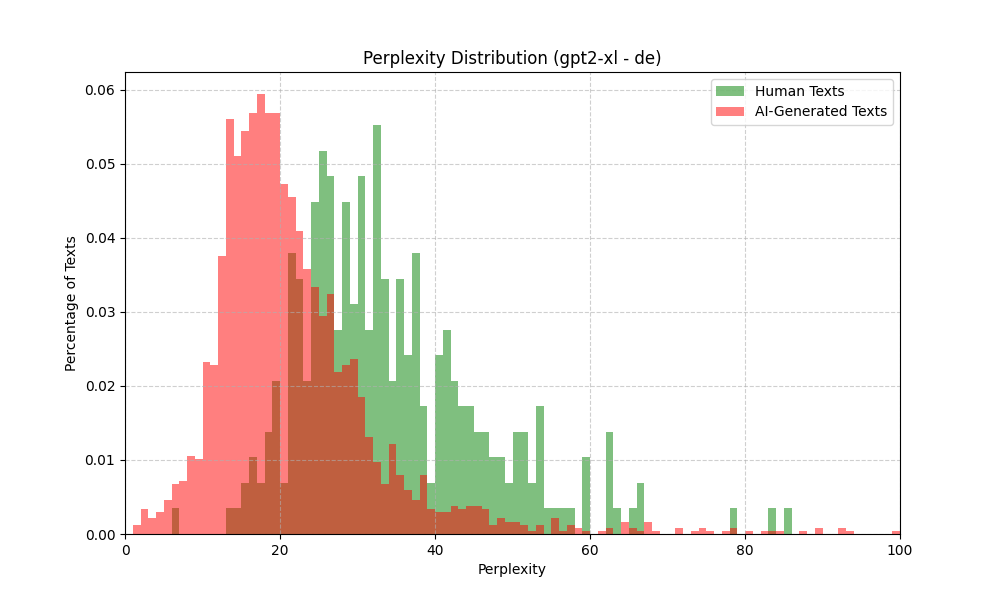 Perplexity Distribution (gpt2-xl - de)
Human Texts
AI-Generated Texts
Percentage of Texts
0.06
0.05
0.04
0.03
0.02
0.01
0.00
0 20 40 60 80 100
Perplexity